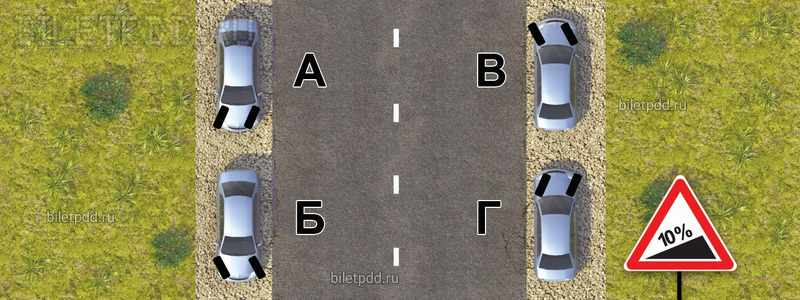 BILETPDD
А
В
biletpdd.ru
Б
Г
biletpdd.ru
10%
biletpdd.ru